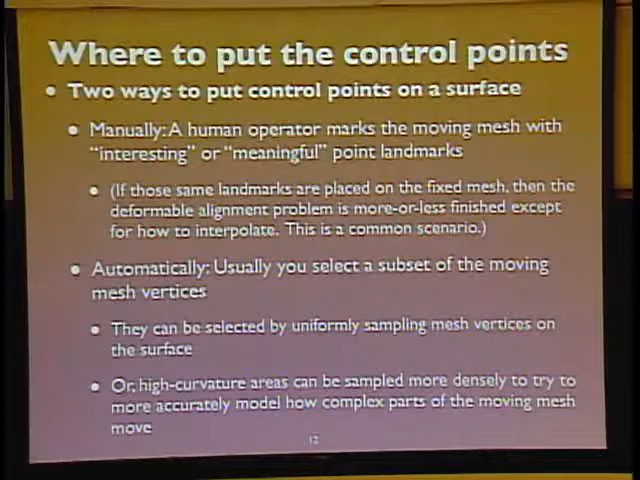 Where to put the control points
• Two ways to put control points on a surface
• Manually: A human operator marks the moving mesh with
"interesting" or "meaningful" point landmarks
• (If those same landmarks are placed on the fixed mesh, then the
deformable alignment problem is more-or-less finished except
for how to interpolate. This is a common scenario.)
• Automatically: Usually you select a subset of the moving
mesh vertices
• They can be selected by uniformly sampling mesh vertices on
the surface
• Or, high-curvature areas can be sampled more densely to try to
more accurately model how complex parts of the moving mesh
move
12